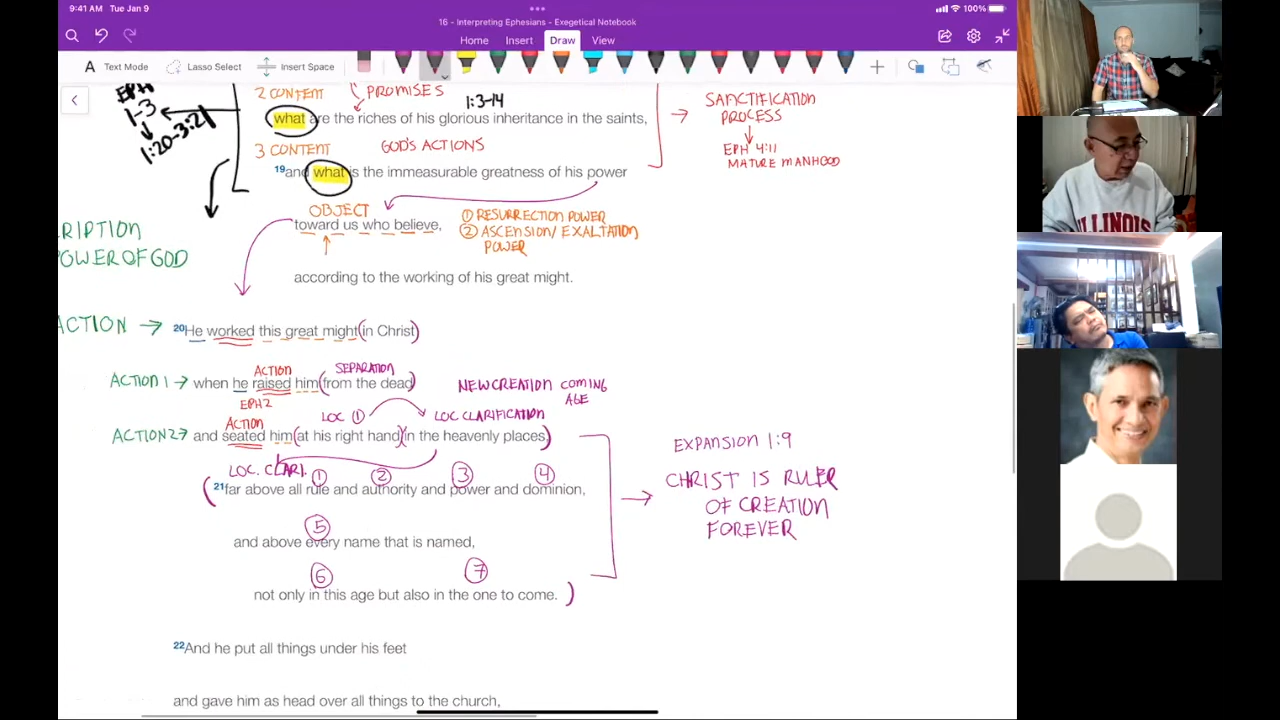 9:41 AM Tue Jan 9
100%
16 - Interpreting Ephesians - Exegetical Notebook
Home Insert Draw View
A Text Mode Lasso Select Insert Space
EPH
1-3
1:20-3:21
2 CONTENT PROMISES 1:3-14
what are the riches of his glorious inheritance in the saints,
SANCTIFICATION
PROCESS
EPH 4:11
MATURE MANHOOD
3 CONTENT GOD'S ACTIONS
19and what is the immeasurable greatness of his power
OBJECT
toward us who believe,
① RESURRECTION POWER
② ASCENSION/EXALTATION
POWER
RIPTION
POWER OF GOD
according to the working of his great might.
ACTION → 20He worked this great might (in Christ)
ACTION SEPARATION
ACTION 1 → when he raised him (from the dead)
NEW CREATION COMING
AGE
EPH 2
LOC ① LOC CLARIFICATION
ACTION
ACTION 2 → and seated him (at his right hand) (in the heavenly places)
EXPANSION 1:9
CHRIST IS RULER
OF CREATION
FOREVER
LOC. CLARI. ① ② ③ ④
(21far above all rule and authority and power and dominion,
⑤
and above every name that is named,
⑥ ⑦
not only in this age but also in the one to come. )
22And he put all things under his feet
and gave him as head over all things to the church,
ILLINOIS